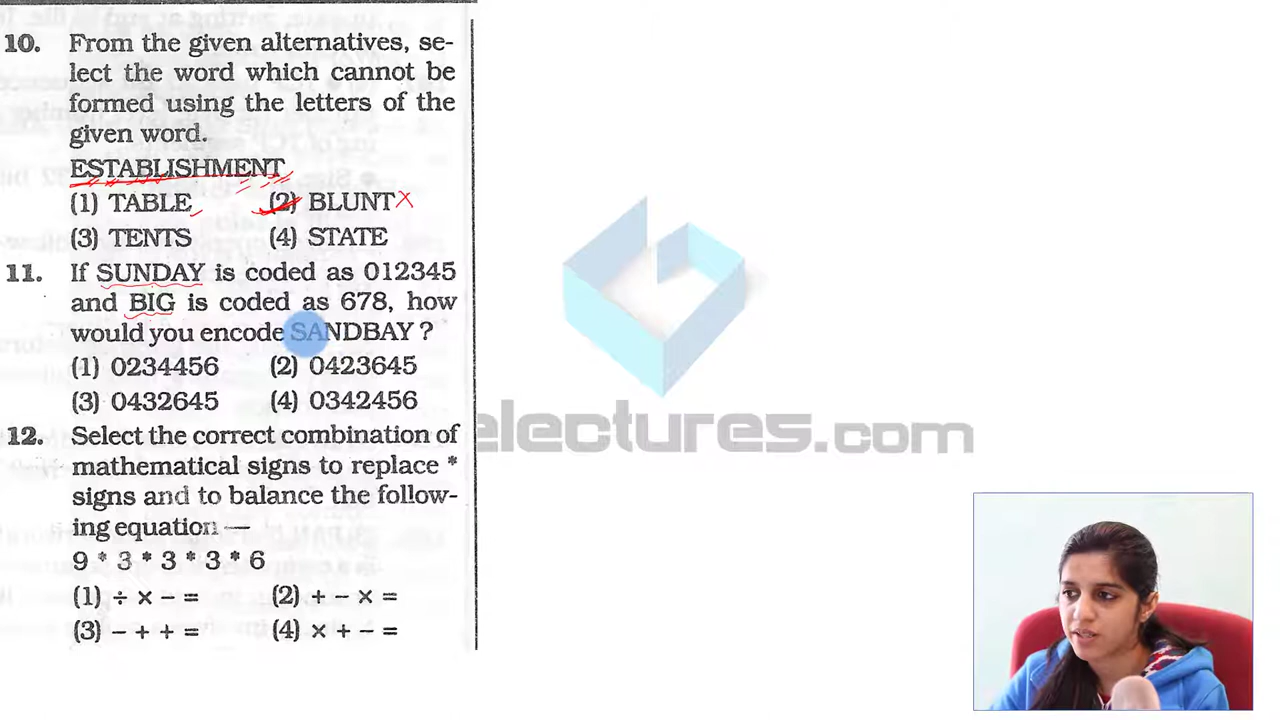 10. From the given alternatives, se-
lect the word which cannot be
formed using the letters of the
given word.
ESTABLISHMENT
(1) TABLE (2) BLUNT
(3) TENTS (4) STATE
11. If SUNDAY is coded as 012345
and BIG is coded as 678, how
would you encode SANDBAY ?
(1) 0234456 (2) 0423645
(3) 0432645 (4) 0342456
12. Select the correct combination of
mathematical signs to replace *
signs and to balance the follow-
ing equation —
9 * 3 * 3 * 3 * 6
(1) ÷ × − = (2) + − × =
(3) − + + = (4) × + − =
electures.com